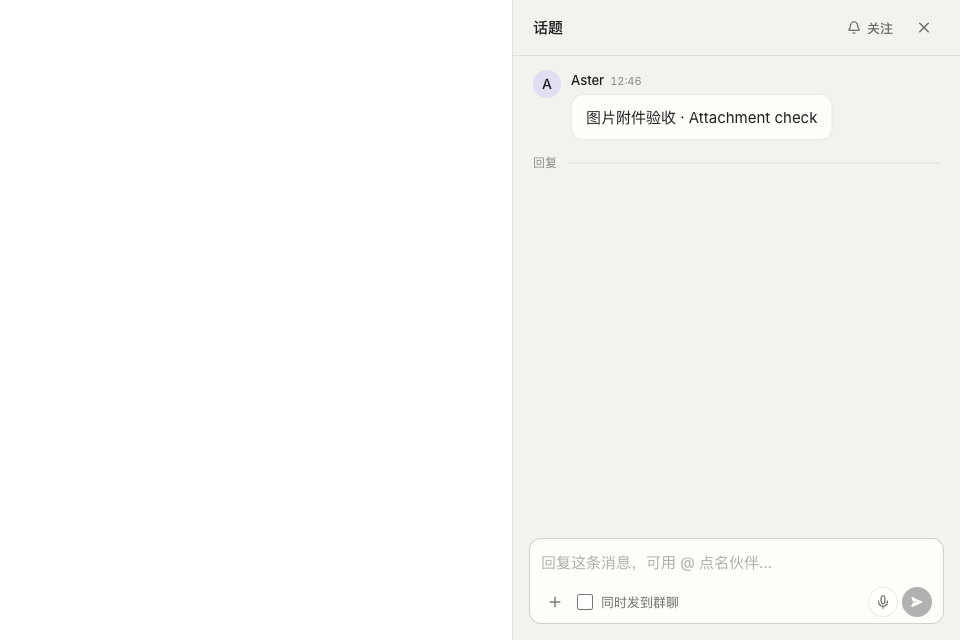 话题
关注
A
Aster 12:46
图片附件验收 · Attachment check
回复
回复这条消息，可用 @ 点名伙伴...
同时发到群聊